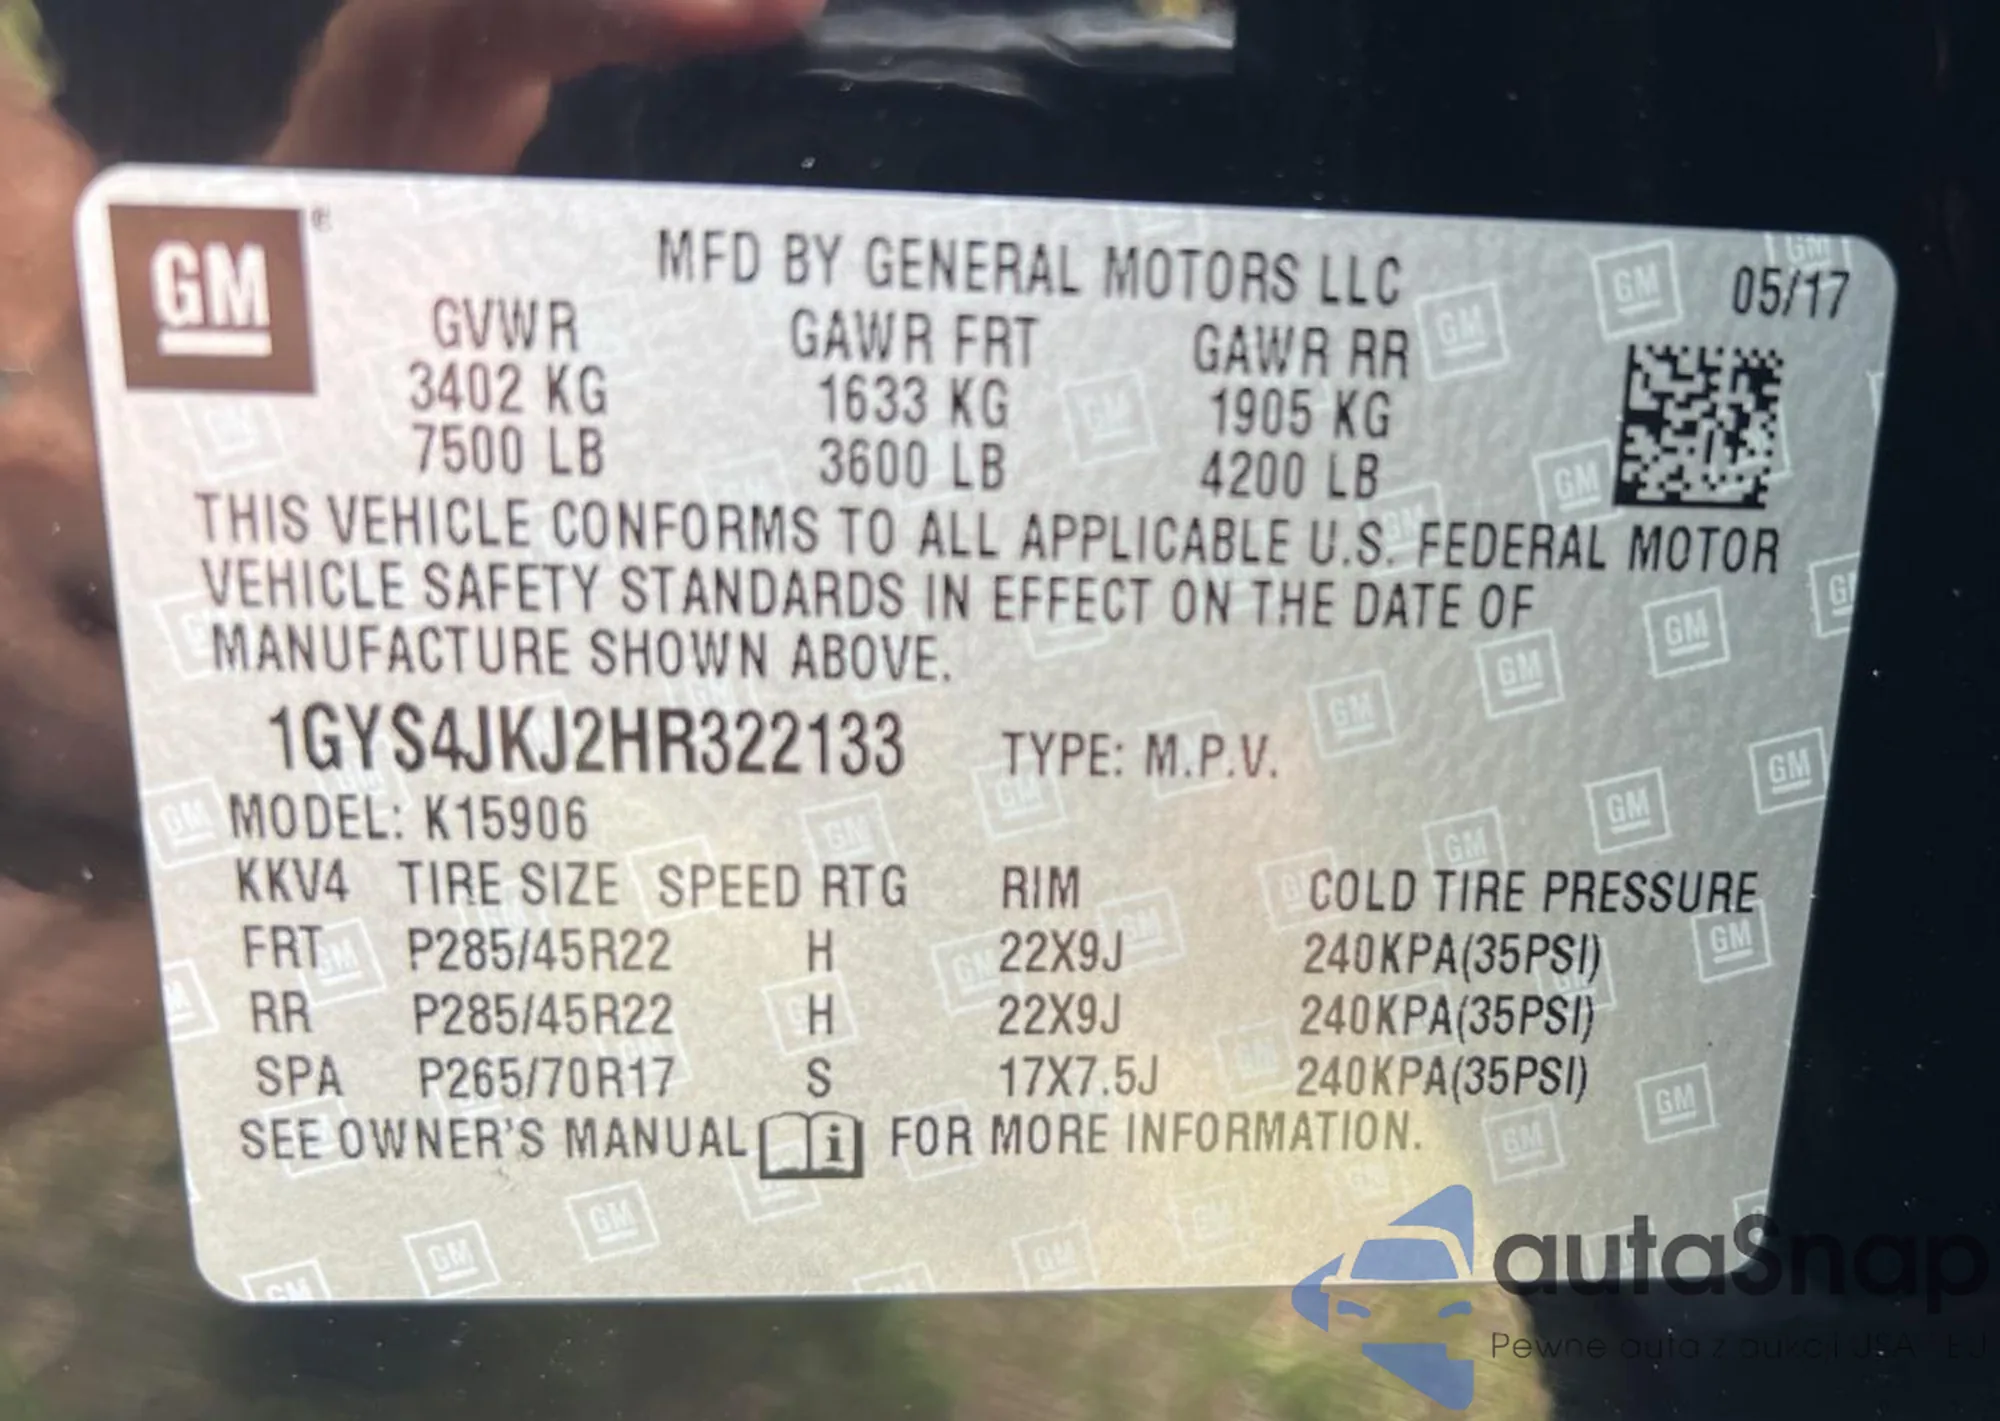 GM ®
MFD BY GENERAL MOTORS LLC 05/17
GVWR GAWR FRT GAWR RR
3402 KG 1633 KG 1905 KG
7500 LB 3600 LB 4200 LB
THIS VEHICLE CONFORMS TO ALL APPLICABLE U.S. FEDERAL MOTOR
VEHICLE SAFETY STANDARDS IN EFFECT ON THE DATE OF
MANUFACTURE SHOWN ABOVE.
1GYS4JKJ2HR322133 TYPE: M.P.V.
MODEL: K15906
KKV4 TIRE SIZE SPEED RTG RIM COLD TIRE PRESSURE
FRT P285/45R22 H 22X9J 240KPA(35PSI)
RR P285/45R22 H 22X9J 240KPA(35PSI)
SPA P265/70R17 S 17X7.5J 240KPA(35PSI)
SEE OWNER'S MANUAL i FOR MORE INFORMATION.
autaSnap
Pewne auta z aukcji